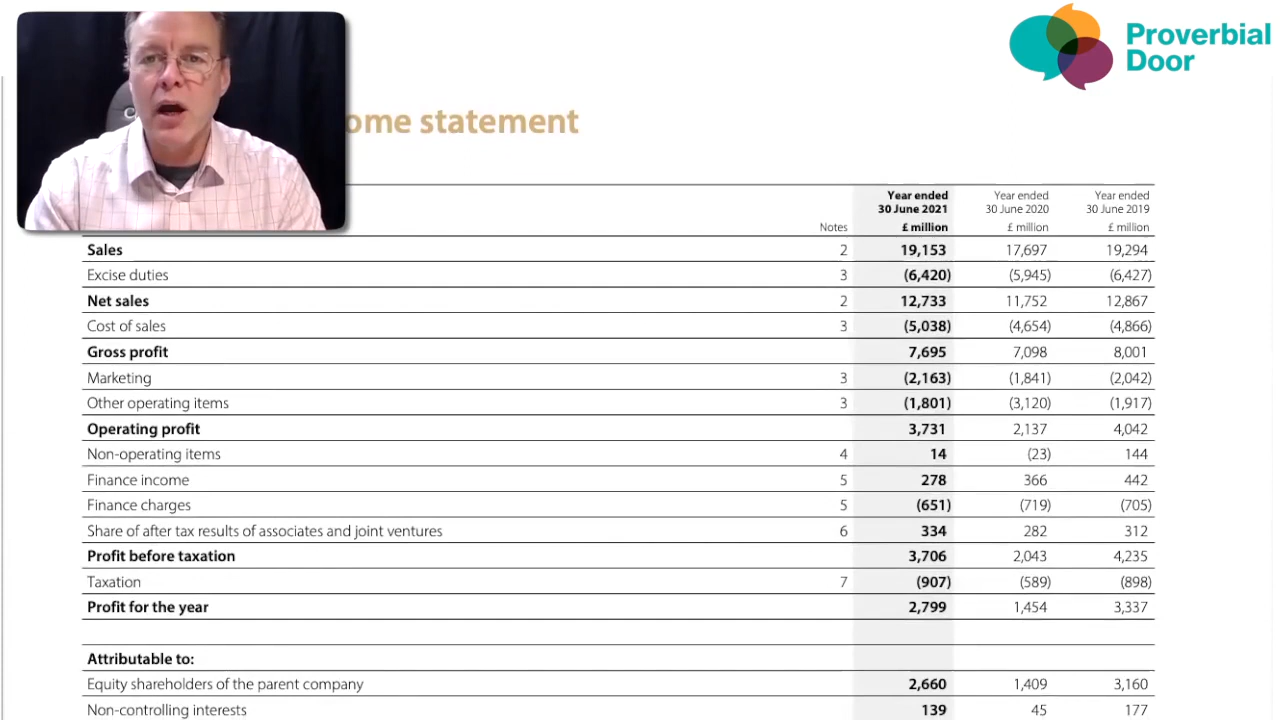 Proverbial
Door
ome statement
Year ended Year ended Year ended
30 June 2021 30 June 2020 30 June 2019
Notes £ million £ million £ million
Sales 2 19,153 17,697 19,294
Excise duties 3 (6,420) (5,945) (6,427)
Net sales 2 12,733 11,752 12,867
Cost of sales 3 (5,038) (4,654) (4,866)
Gross profit 7,695 7,098 8,001
Marketing 3 (2,163) (1,841) (2,042)
Other operating items 3 (1,801) (3,120) (1,917)
Operating profit 3,731 2,137 4,042
Non-operating items 4 14 (23) 144
Finance income 5 278 366 442
Finance charges 5 (651) (719) (705)
Share of after tax results of associates and joint ventures 6 334 282 312
Profit before taxation 3,706 2,043 4,235
Taxation 7 (907) (589) (898)
Profit for the year 2,799 1,454 3,337
Attributable to:
Equity shareholders of the parent company 2,660 1,409 3,160
Non-controlling interests 139 45 177